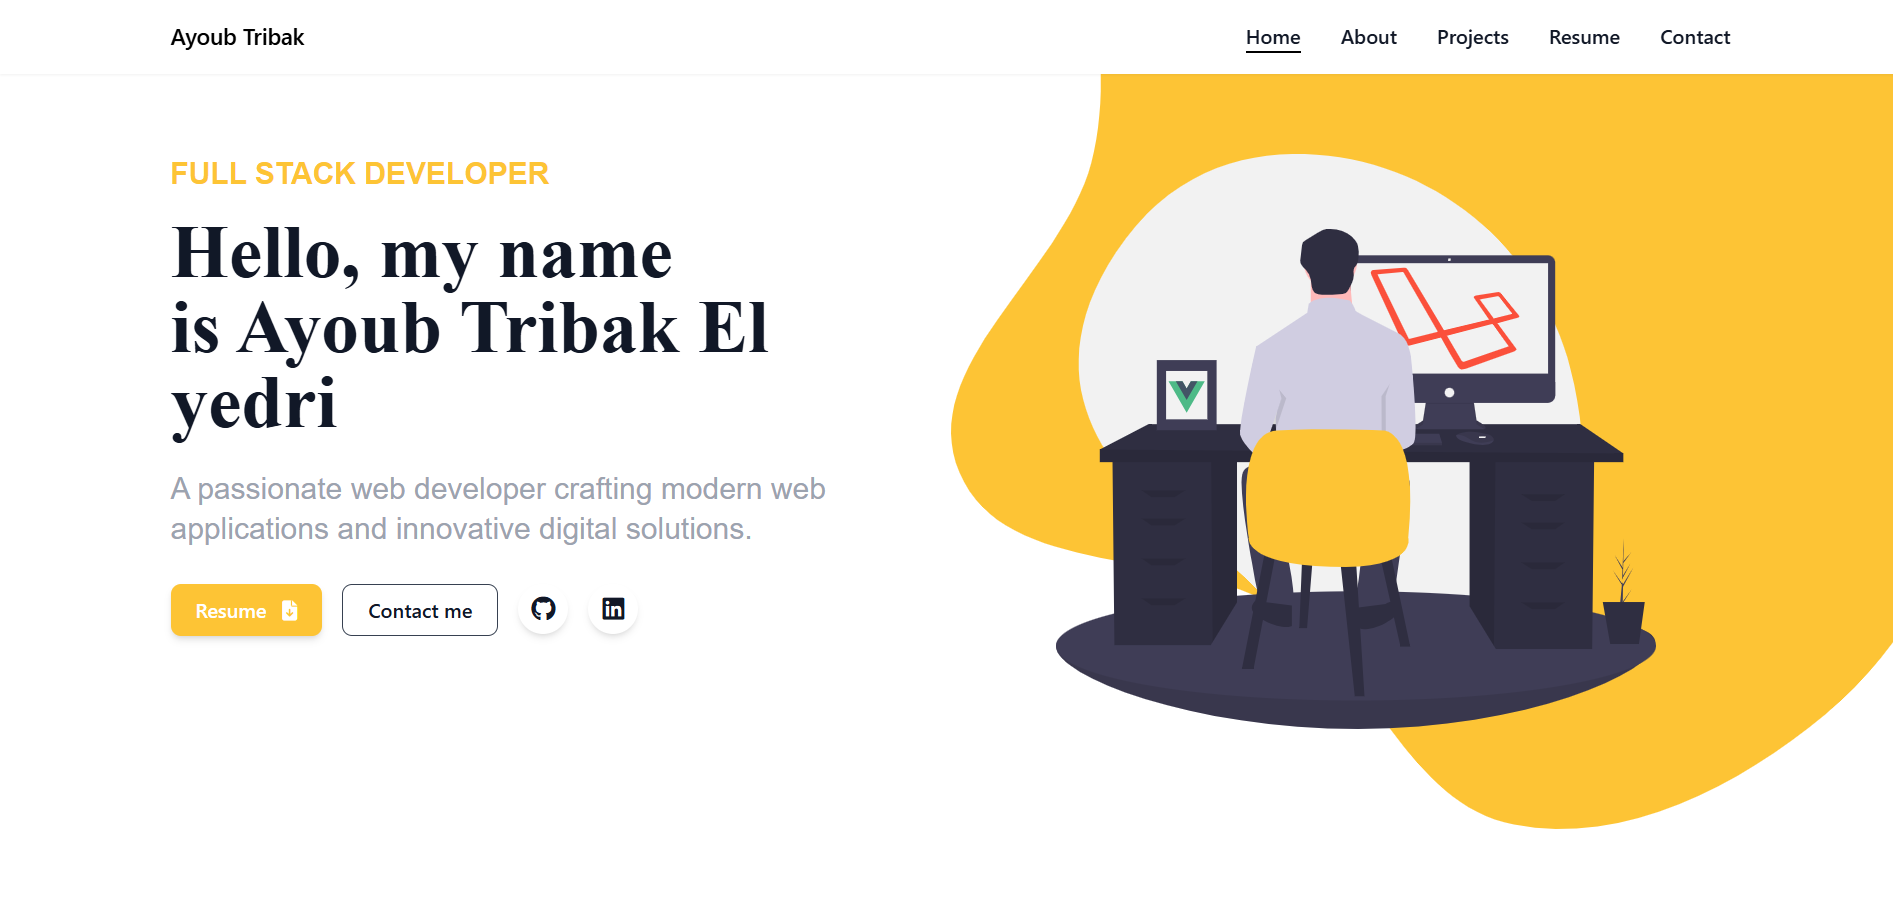 Ayoub Tribak
Home About Projects Resume Contact
FULL STACK DEVELOPER
Hello, my name
is Ayoub Tribak El
yedri
A passionate web developer crafting modern web
applications and innovative digital solutions.
Resume Contact me in